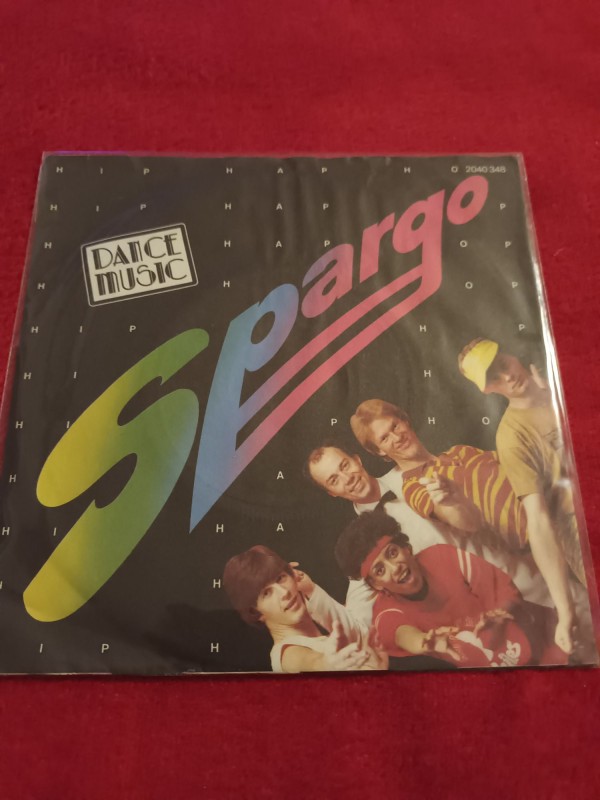 H I P H A P H O 2040 348
H I P H A P
H H A P O P
DANCE
MUSIC
H H O P
Spargo
H I P H P
H I H
H I A P H O
H A
H I H A
H
I P H